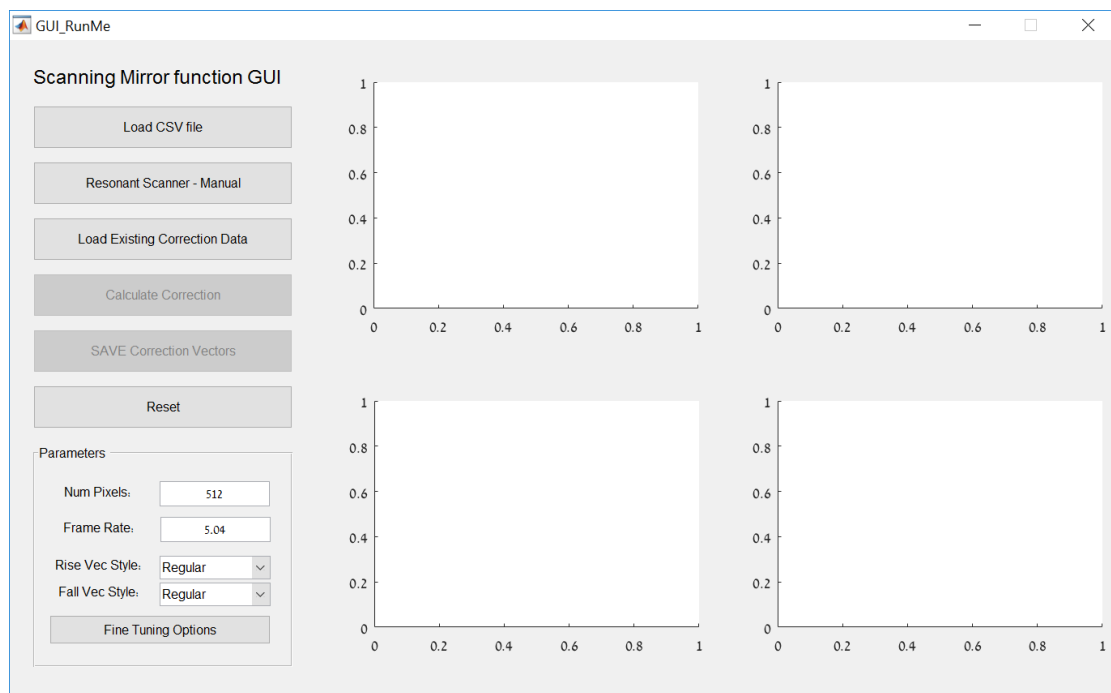 GUI_RunMe
Scanning Mirror function GUI
Load CSV file
Resonant Scanner - Manual
Load Existing Correction Data
Calculate Correction
SAVE Correction Vectors
Reset
Parameters
Num Pixels: 512
Frame Rate: 5.04
Rise Vec Style: Regular
Fall Vec Style: Regular
Fine Tuning Options
1
0.8
0.6
0.4
0.2
0
0 0.2 0.4 0.6 0.8 1
1
0.8
0.6
0.4
0.2
0
0 0.2 0.4 0.6 0.8 1
1
0.8
0.6
0.4
0.2
0
0 0.2 0.4 0.6 0.8 1
1
0.8
0.6
0.4
0.2
0
0 0.2 0.4 0.6 0.8 1